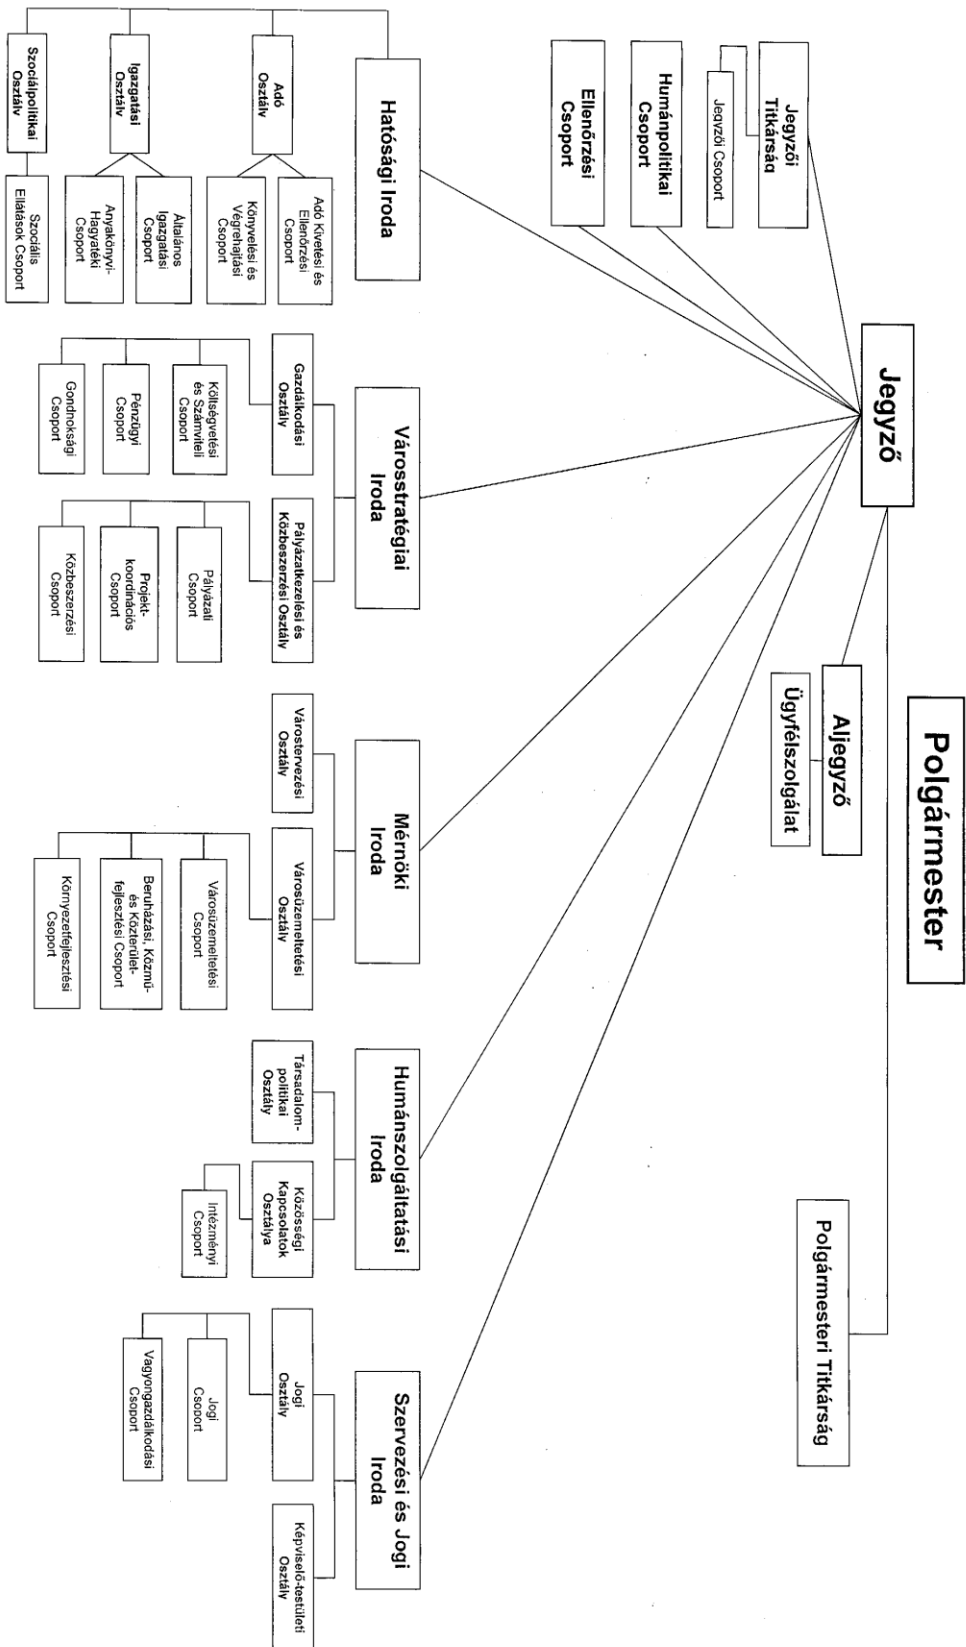 Polgármester
Jegyző
Aljegyző
Ügyfélszolgálat
Polgármesteri Titkárság
Jegyzői
Titkárság
Jegyzői Csoport
Humánpolitikai
Csoport
Ellenőrzési
Csoport
Hatósági Iroda
Adó
Osztály
Adó Kivetési és
Ellenőrzési
Csoport
Könyvelési és
Végrehajtási
Csoport
Igazgatási
Osztály
Általános
Igazgatási
Csoport
Anyakönyvi-
Hagyatéki
Csoport
Szociálpolitikai
Osztály
Szociális
Ellátások Csoport
Városstratégiai
Iroda
Gazdálkodási
Osztály
Költségvetési
és Számviteli
Csoport
Pénzügyi
Csoport
Gondnoksági
Csoport
Pályázatkezelési és
Közbeszerzési Osztály
Pályázati
Csoport
Projekt-
koordinációs
Csoport
Közbeszerzési
Csoport
Mérnöki
Iroda
Várostervezési
Osztály
Városüzemeltetési
Osztály
Városüzemeltetési
Csoport
Beruházási, Közmű-
és Közterület-
fejlesztési Csoport
Környezetfejlesztési
Csoport
Humánszolgáltatási
Iroda
Társadalom-
politikai
Osztály
Közösségi
Kapcsolatok
Osztálya
Intézményi
Csoport
Szervezési és Jogi
Iroda
Jogi
Osztály
Jogi
Csoport
Vagyongazdálkodási
Csoport
Képviselő-testületi
Osztály